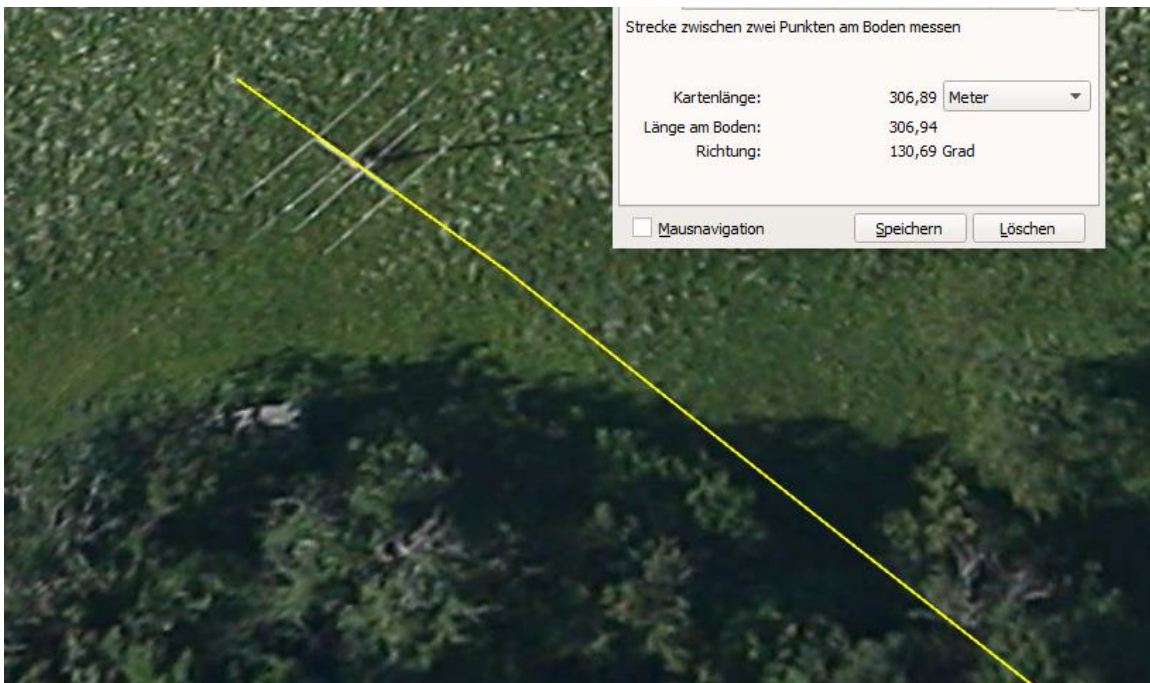 Strecke zwischen zwei Punkten am Boden messen
Kartenlänge: 306,89 Meter
Länge am Boden: 306,94
Richtung: 130,69 Grad
Mausnavigation Speichern Löschen